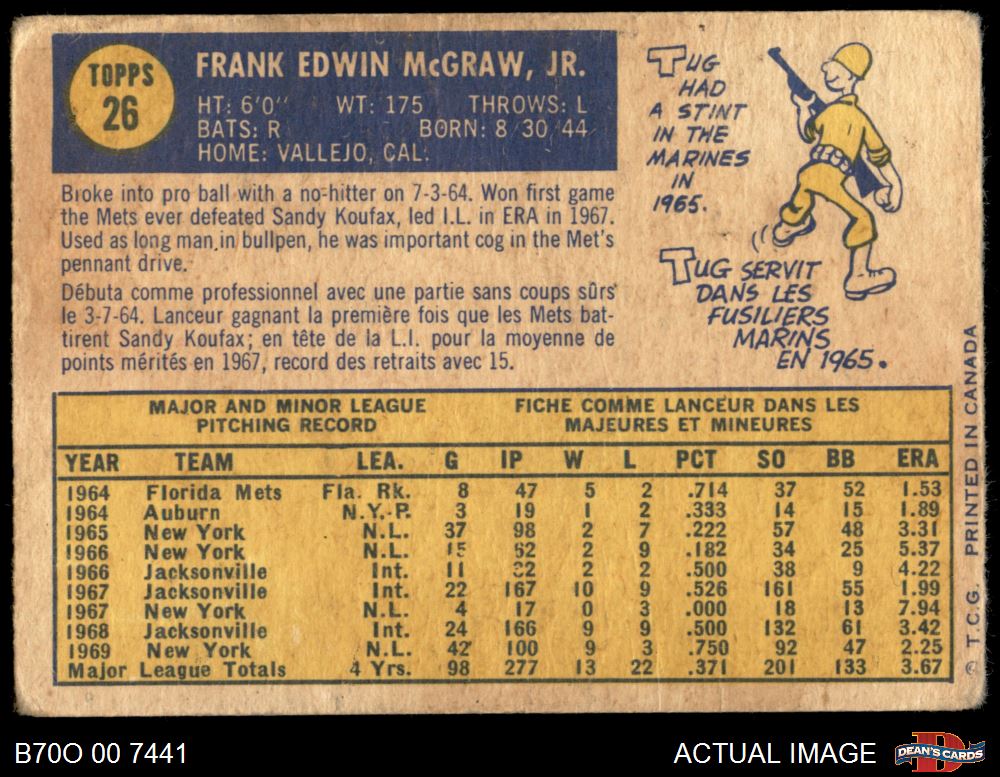 TOPPS
26
FRANK EDWIN McGRAW, JR.
HT: 6'0" WT: 175 THROWS: L
BATS: R BORN: 8 30 44
HOME: VALLEJO, CAL.
Broke into pro ball with a no-hitter on 7-3-64. Won first game
the Mets ever defeated Sandy Koufax, led I.L. in ERA in 1967.
Used as long man in bullpen, he was important cog in the Met's
pennant drive.
Débuta comme professionnel avec une partie sans coups sûrs
le 3-7-64. Lanceur gagnant la première fois que les Mets bat-
tirent Sandy Koufax; en tête de la L.I. pour la moyenne de
points mérités en 1967, record des retraits avec 15.
TUG
HAD
A STINT
IN THE
MARINES
IN
1965.
TUG SERVIT
DANS LES
FUSILIERS
MARINS
EN 1965.
MAJOR AND MINOR LEAGUE
PITCHING RECORD
FICHE COMME LANCEUR DANS LES
MAJEURES ET MINEURES
YEAR TEAM LEA. G IP W L PCT SO BB ERA
1964 Florida Mets Fla. Rk. 8 47 5 2 .714 37 52 1.53
1964 Auburn N.Y.-P. 3 19 1 2 .333 14 15 1.89
1965 New York N.L. 37 98 2 7 .222 57 48 3.31
1966 New York N.L. 15 62 2 9 .182 34 25 5.37
1966 Jacksonville Int. 11 32 2 2 .500 38 9 4.22
1967 Jacksonville Int. 22 167 10 9 .526 161 55 1.99
1967 New York N.L. 4 17 0 3 .000 18 13 7.94
1968 Jacksonville Int. 24 166 9 9 .500 132 61 3.42
1969 New York N.L. 42 100 9 3 .750 92 47 2.25
Major League Totals 4 Yrs. 98 277 13 22 .371 201 133 3.67
© T.C.G. PRINTED IN CANADA
B70O 00 7441
ACTUAL IMAGE
DEAN'S CARDS